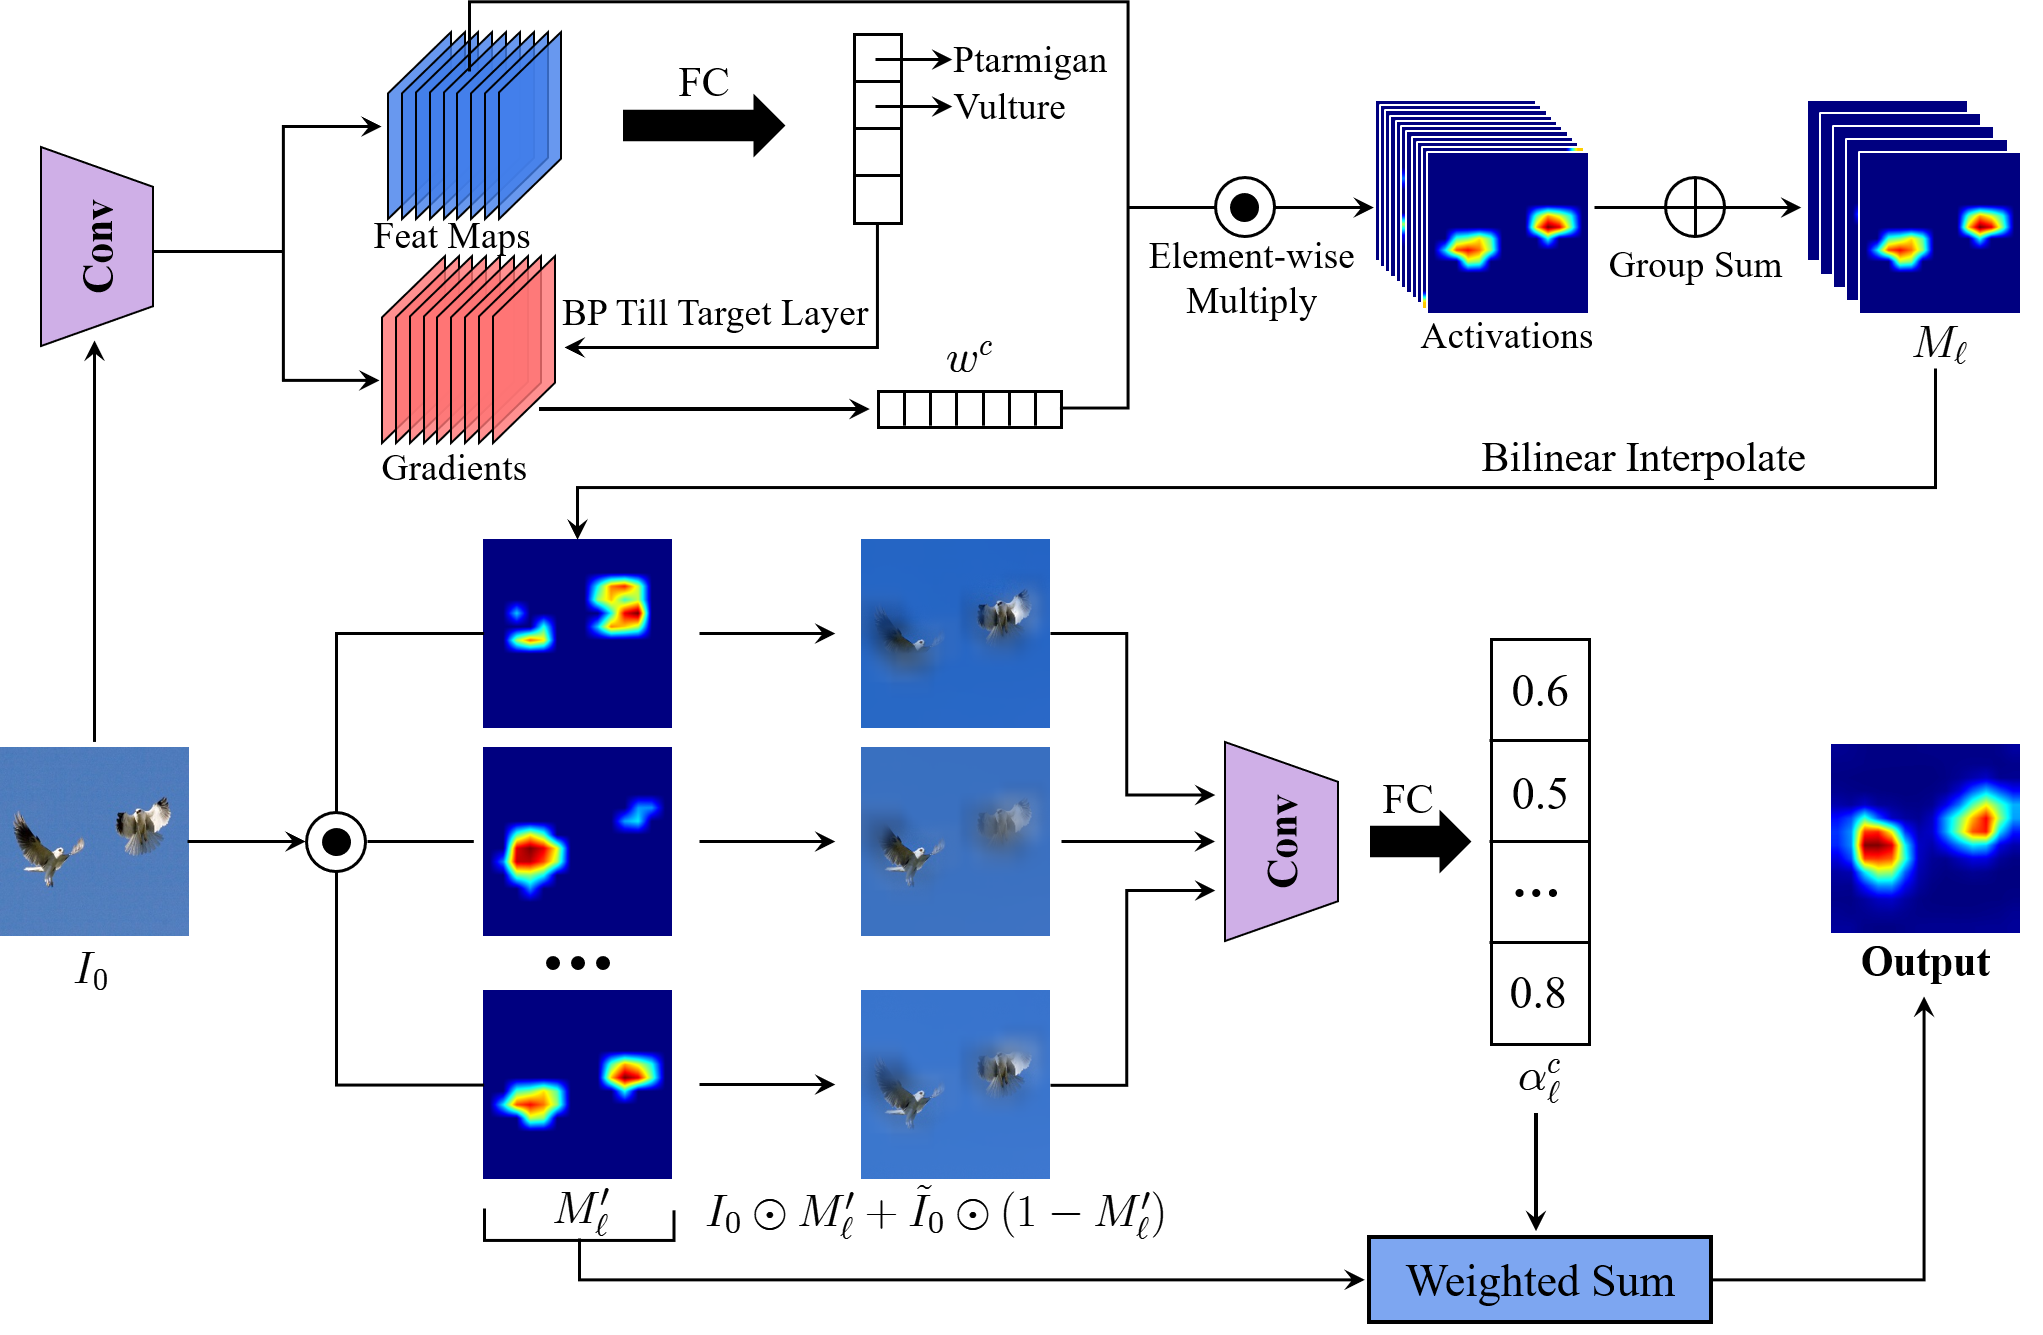 FC
Ptarmigan
Vulture
Conv
Feat Maps
Element-wise
Multiply
Group Sum
BP Till Target Layer
Activations
$M_\ell$
$w^c$
Gradients
Bilinear Interpolate
0.6
0.5
...
0.8
FC
Conv
$I_0$
Output
$\alpha_\ell^c$
$M'_\ell$
$I_0 \odot M'_\ell + \tilde{I}_0 \odot (1 - M'_\ell)$
Weighted Sum